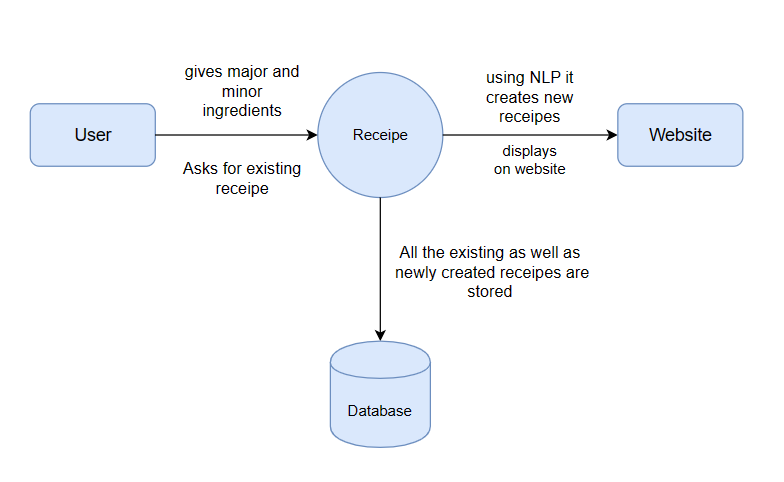 gives major and
minor
ingredients
using NLP it
creates new
receipes
User
Receipe
Website
Asks for existing
receipe
displays
on website
All the existing as well as
newly created receipes are
stored
Database